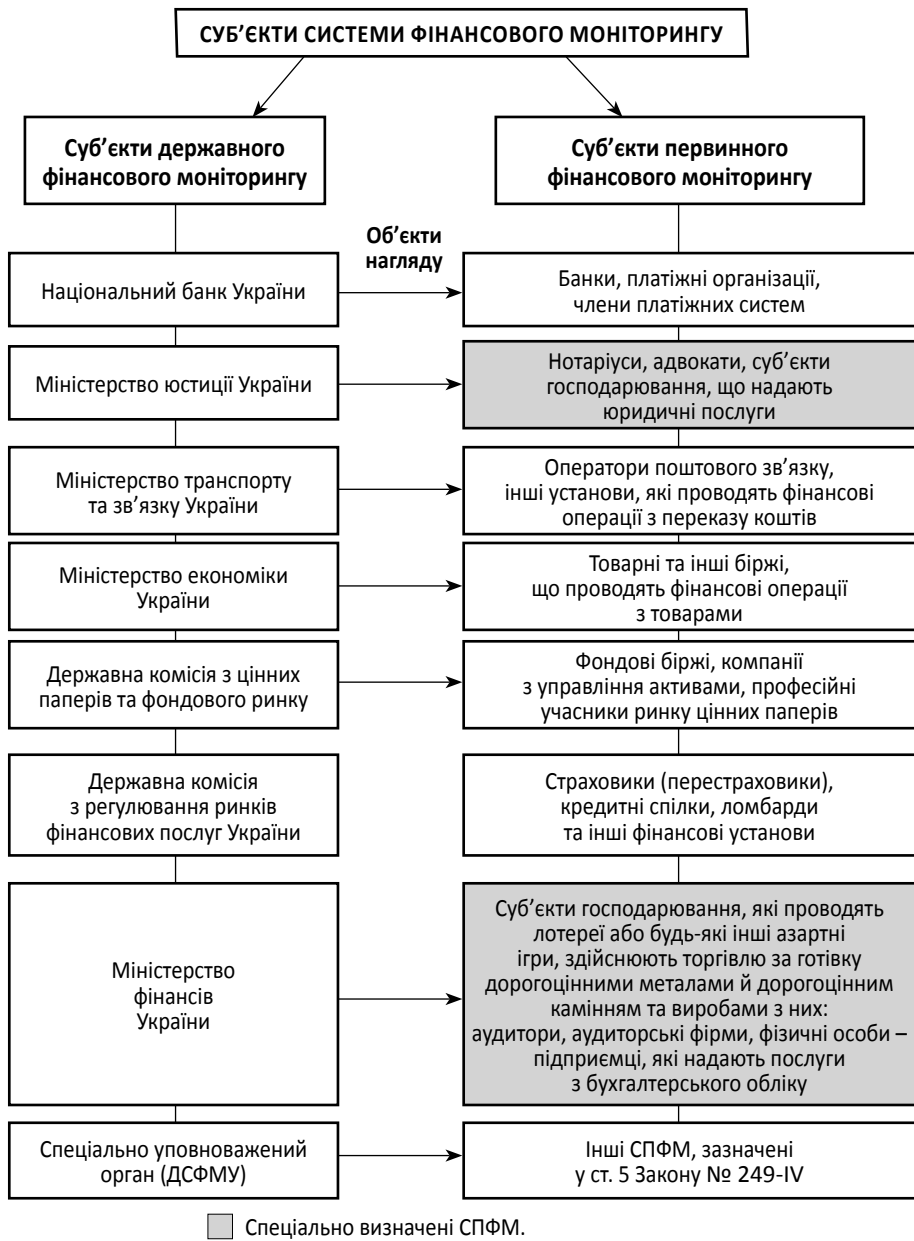 СУБ’ЄКТИ СИСТЕМИ ФІНАНСОВОГО МОНІТОРИНГУ
Суб’єкти державного
фінансового моніторингу
Суб’єкти первинного
фінансового моніторингу
Об’єкти
нагляду
Національний банк України
Банки, платіжні організації,
члени платіжних систем
Міністерство юстиції України
Нотаріуси, адвокати, суб’єкти
господарювання, що надають
юридичні послуги
Міністерство транспорту
та зв’язку України
Оператори поштового зв’язку,
інші установи, які проводять фінансові
операції з переказу коштів
Міністерство економіки
України
Товарні та інші біржі,
що проводять фінансові операції
з товарами
Державна комісія з цінних
паперів та фондового ринку
Фондові біржі, компанії
з управління активами, професійні
учасники ринку цінних паперів
Державна комісія
з регулювання ринків
фінансових послуг України
Страховики (перестраховики),
кредитні спілки, ломбарди
та інші фінансові установи
Міністерство
фінансів
України
Суб’єкти господарювання, які проводять
лотереї або будь-які інші азартні
ігри, здійснюють торгівлю за готівку
дорогоцінними металами й дорогоцінним
камінням та виробами з них:
аудитори, аудиторські фірми, фізичні особи –
підприємці, які надають послуги
з бухгалтерського обліку
Спеціально уповноважений
орган (ДСФМУ)
Інші СПФМ, зазначені
у ст. 5 Закону № 249-IV
Спеціально визначені СПФМ.